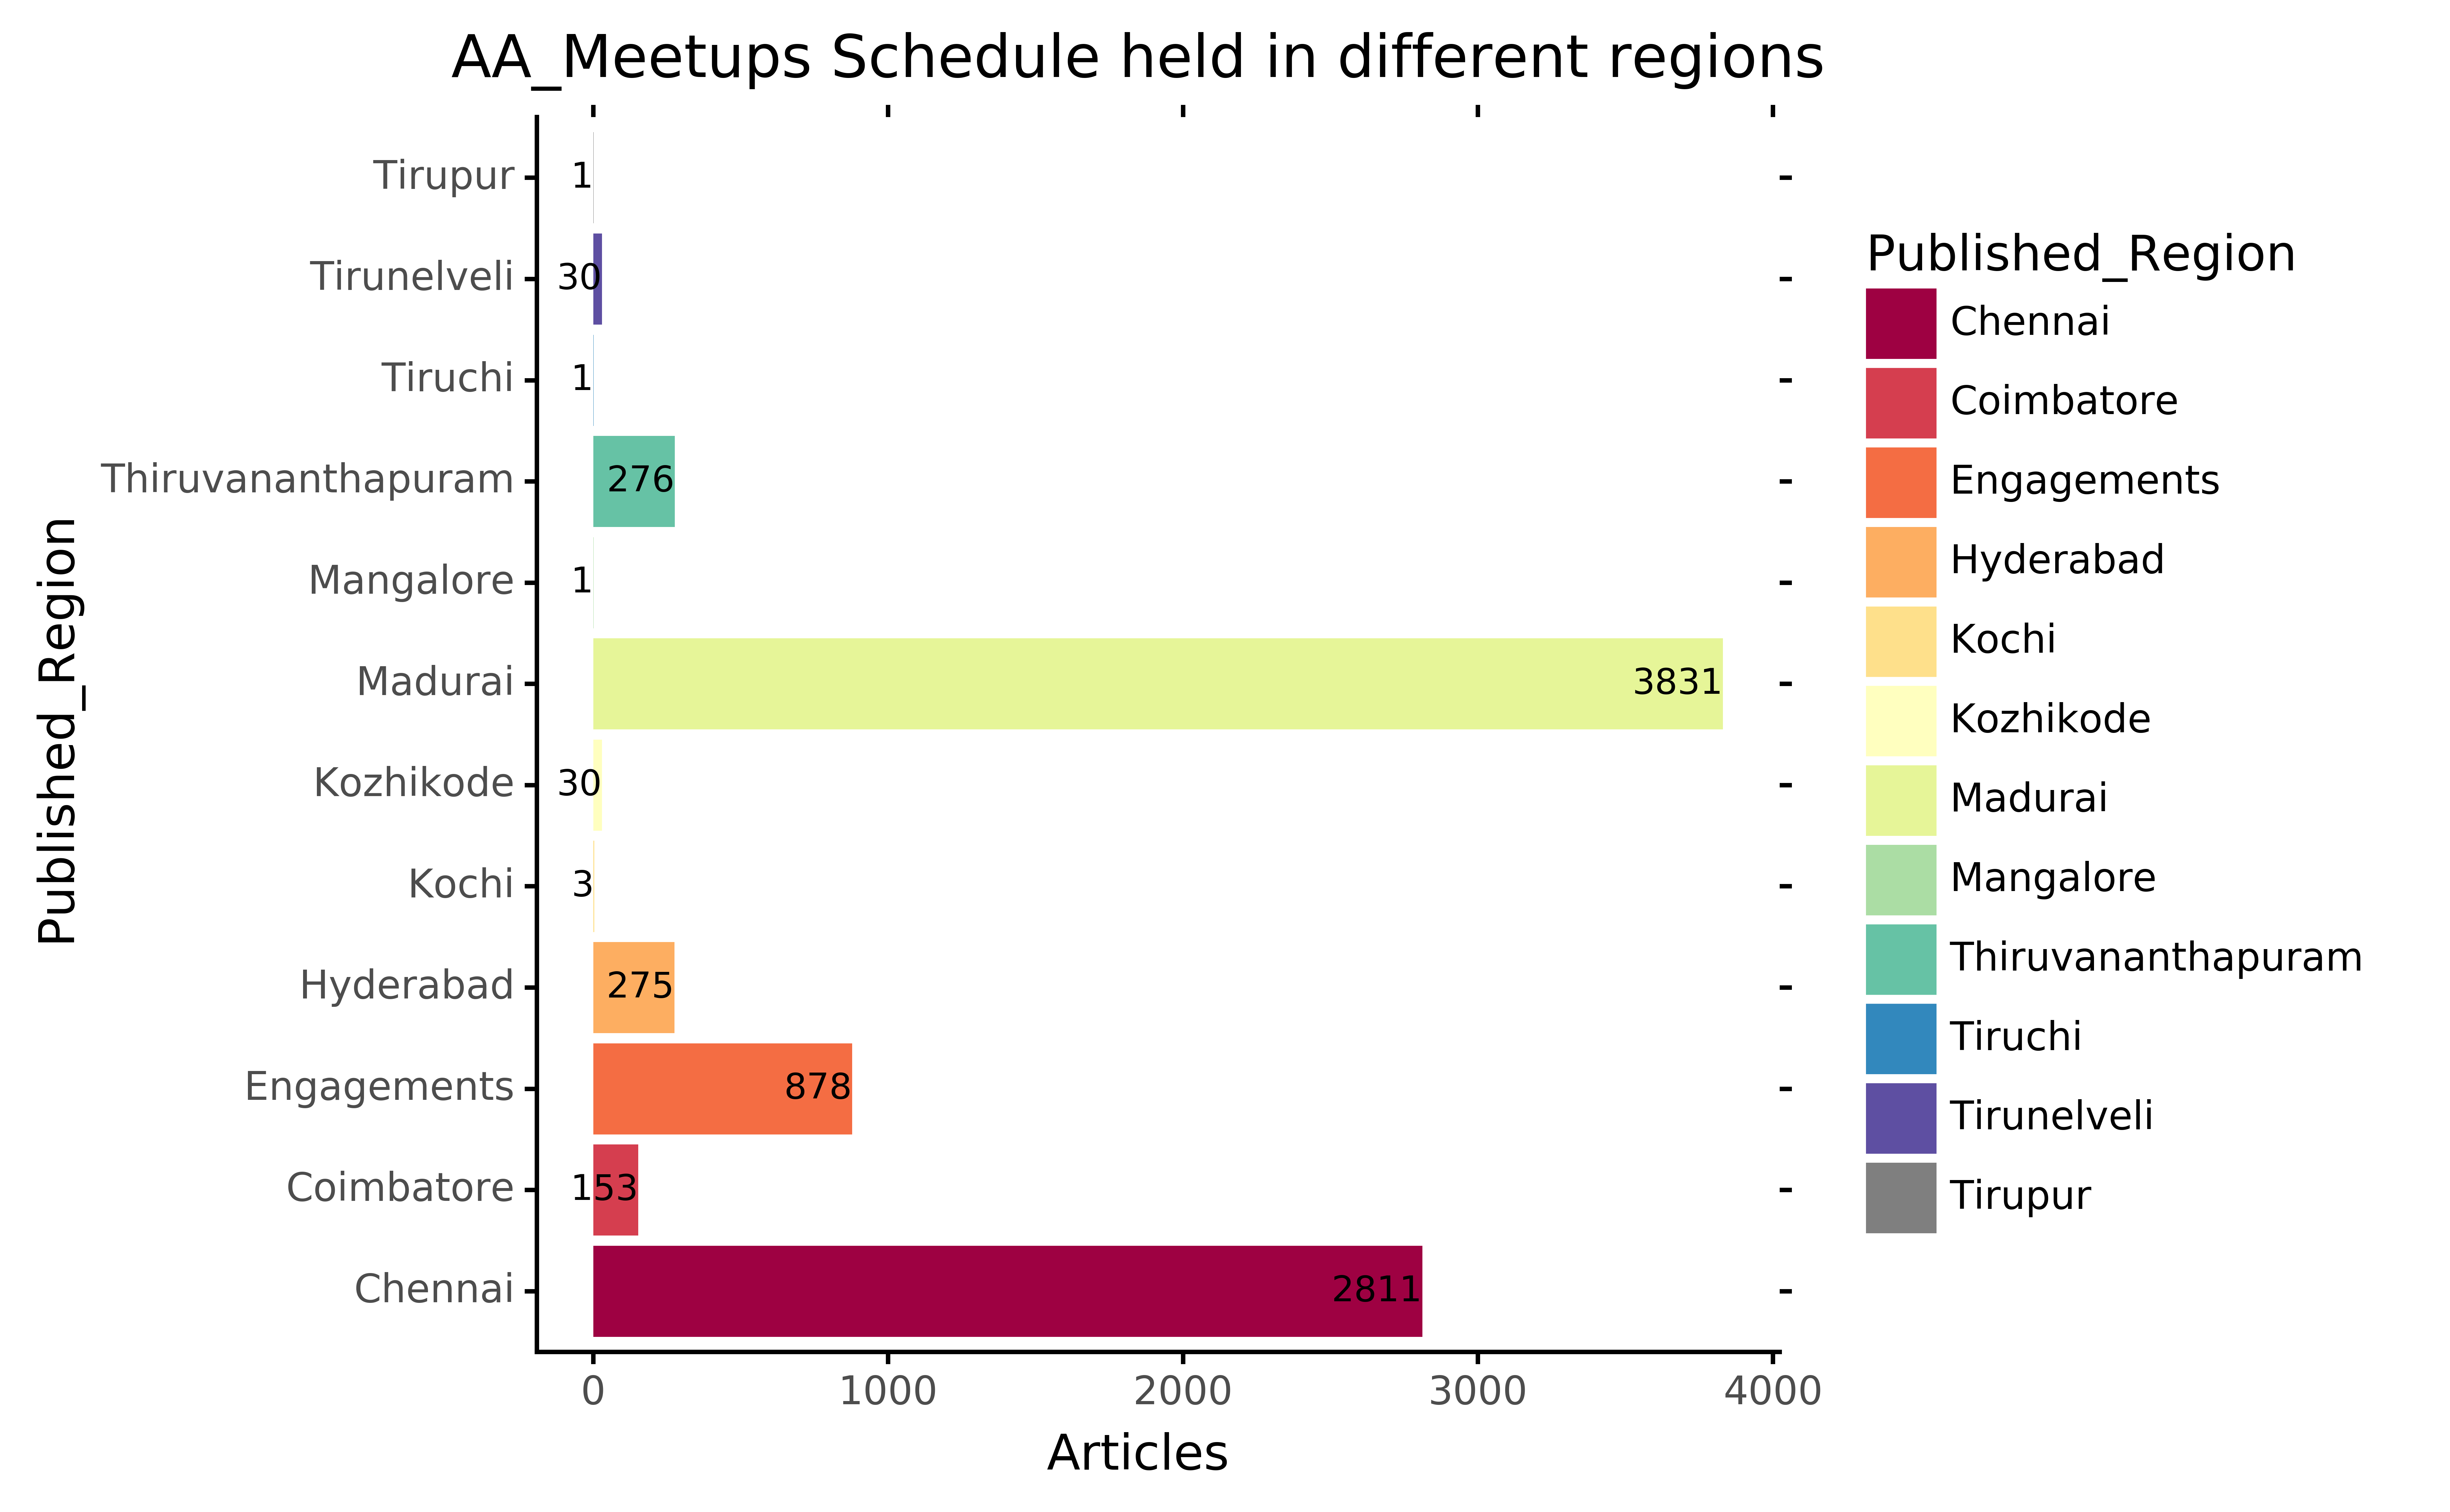 AA_Meetups Schedule held in different regions
Published_Region
Tirupur 1
Tirunelveli 30
Tiruchi 1
Thiruvananthapuram 276
Mangalore 1
Madurai 3831
Kozhikode 30
Kochi 3
Hyderabad 275
Engagements 878
Coimbatore 153
Chennai 2811
0 1000 2000 3000 4000
Articles
Published_Region
Chennai
Coimbatore
Engagements
Hyderabad
Kochi
Kozhikode
Madurai
Mangalore
Thiruvananthapuram
Tiruchi
Tirunelveli
Tirupur